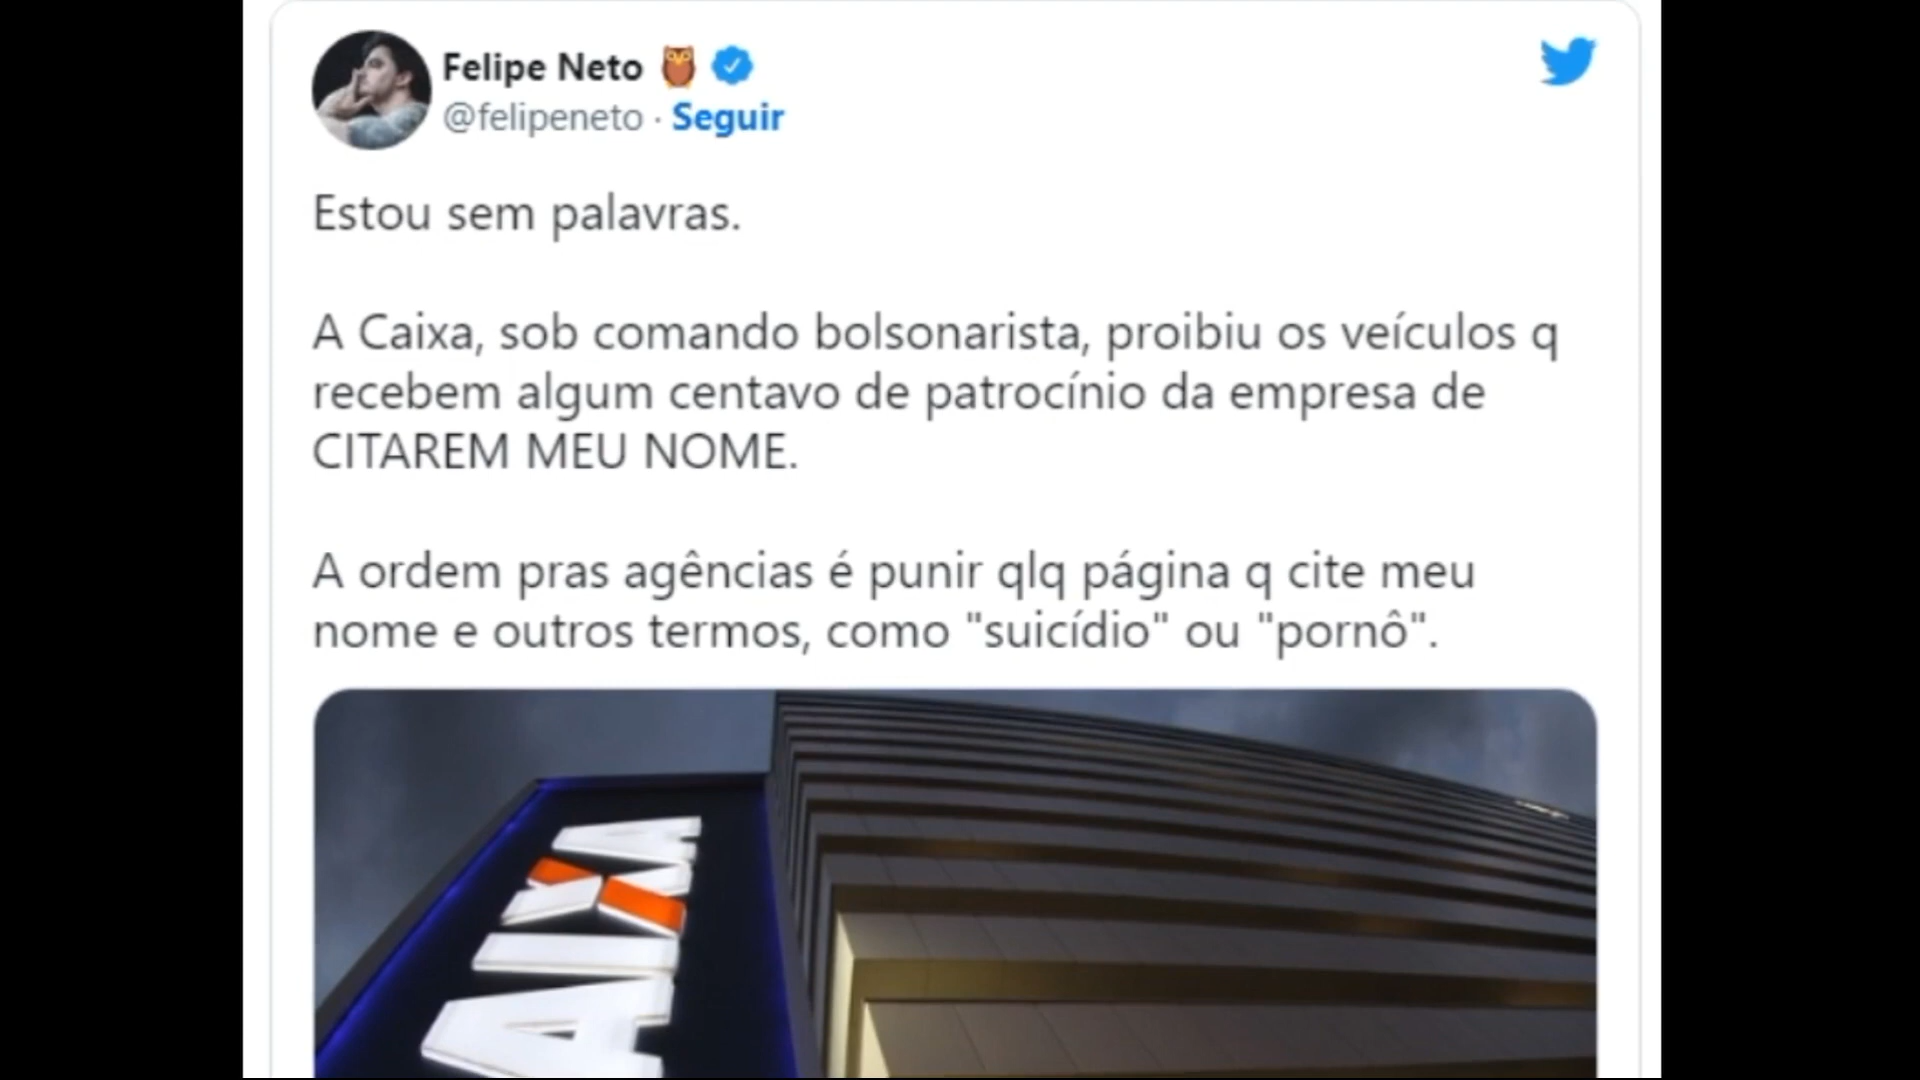 Felipe Neto 🦉
@felipeneto · Seguir
Estou sem palavras.
A Caixa, sob comando bolsonarista, proibiu os veículos q
recebem algum centavo de patrocínio da empresa de
CITAREM MEU NOME.
A ordem pras agências é punir qlq página q cite meu
nome e outros termos, como "suicídio" ou "pornô".
AIXA